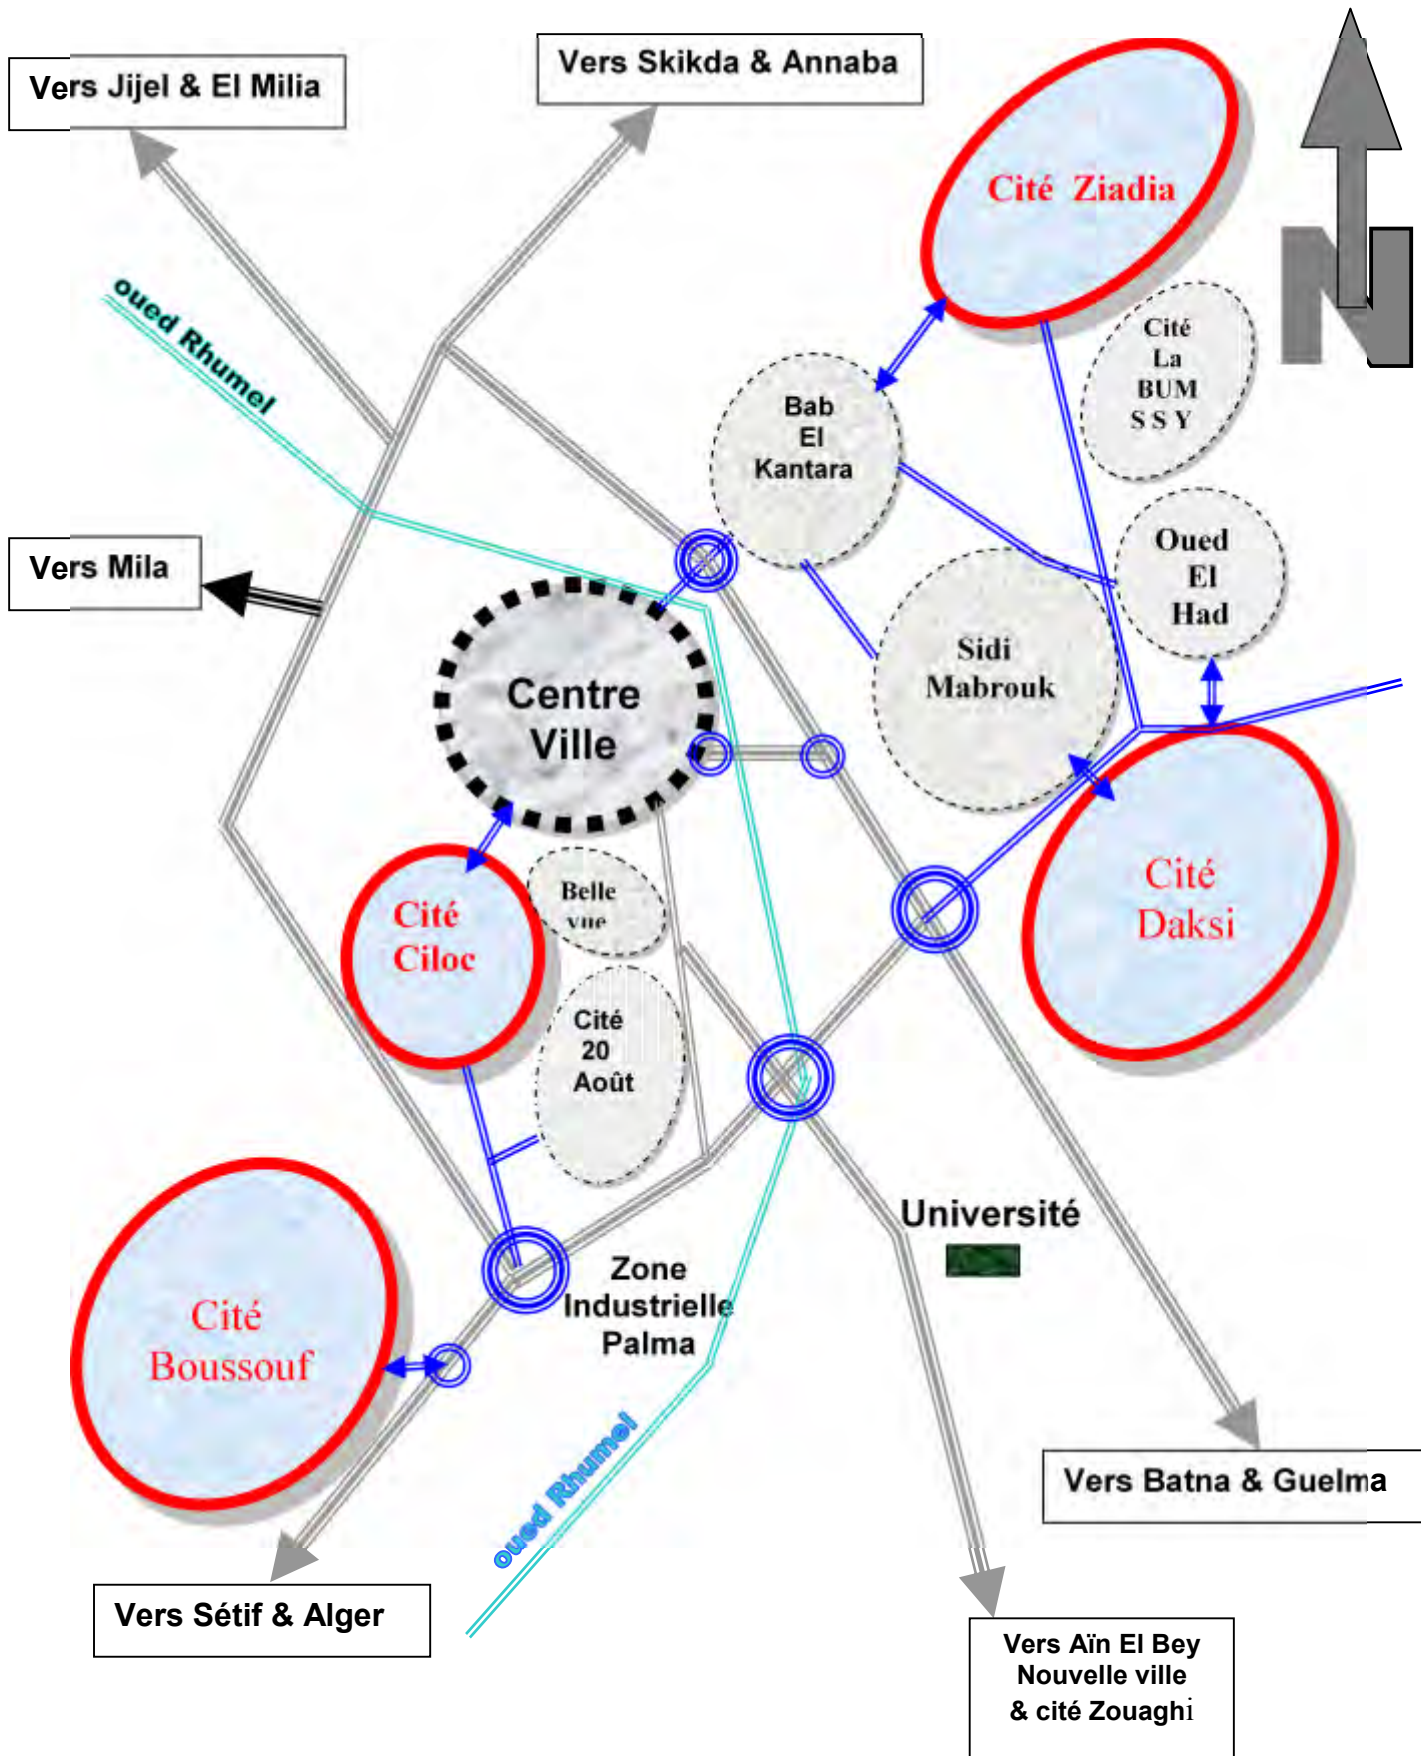 Vers Jijel & El Milia
Vers Skikda & Annaba
Cité Ziadia
N
oued Rhumel
Cité
La
BUM
S S Y
Bab
El
Kantara
Vers Mila
Oued
El
Had
Sidi
Mabrouk
Centre
Ville
Belle
vue
Cité
Ciloc
Cité
Daksi
Cité
20
Août
Université
Zone
Industrielle
Palma
Cité
Boussouf
oued Rhumel
Vers Batna & Guelma
Vers Sétif & Alger
Vers Aïn El Bey
Nouvelle ville
& cité Zouaghi